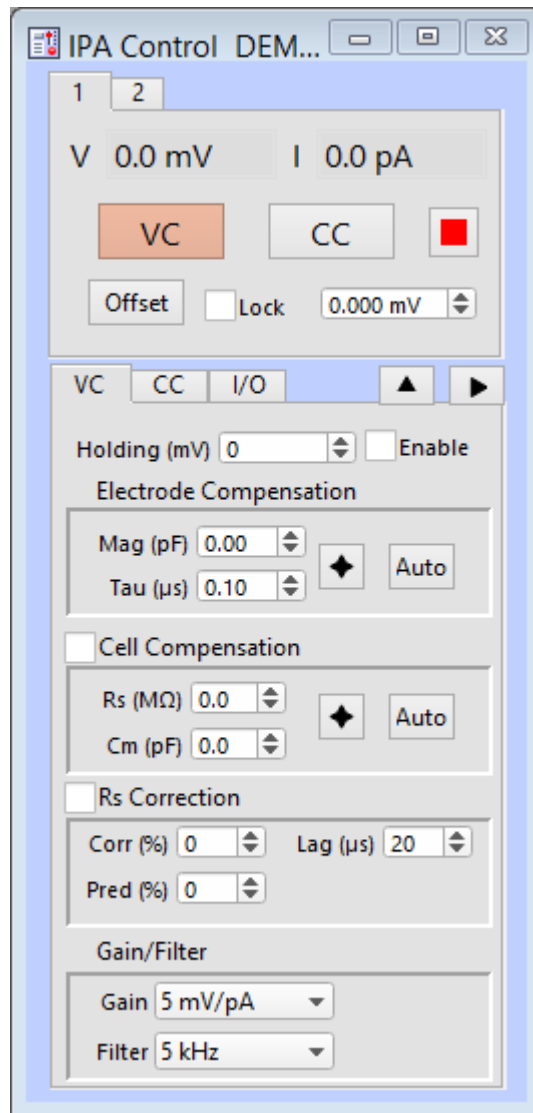 IPA Control DEM...
1 2
V 0.0 mV I 0.0 pA
VC CC
Offset Lock 0.000 mV
VC CC I/O
Holding (mV) 0 Enable
Electrode Compensation
Mag (pF) 0.00
Auto
Tau (µs) 0.10
Cell Compensation
Rs (MΩ) 0.0
Auto
Cm (pF) 0.0
Rs Correction
Corr (%) 0 Lag (µs) 20
Pred (%) 0
Gain/Filter
Gain 5 mV/pA
Filter 5 kHz